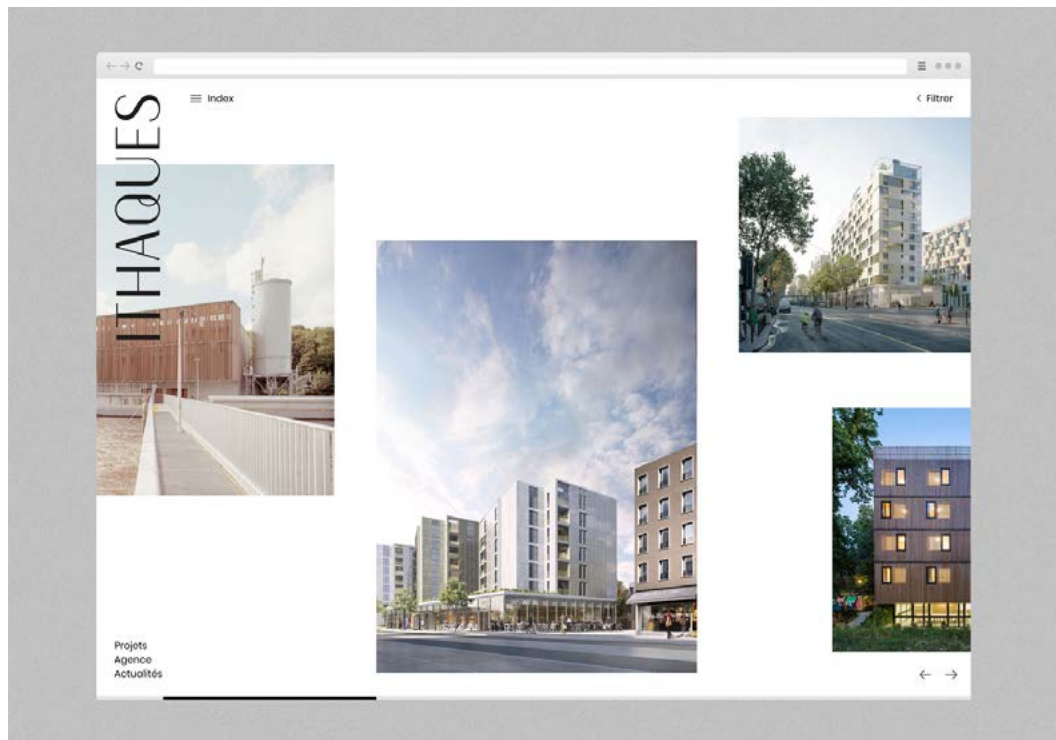 ITHAQUES
Index
Filtrer
Projets
Agence
Actualités